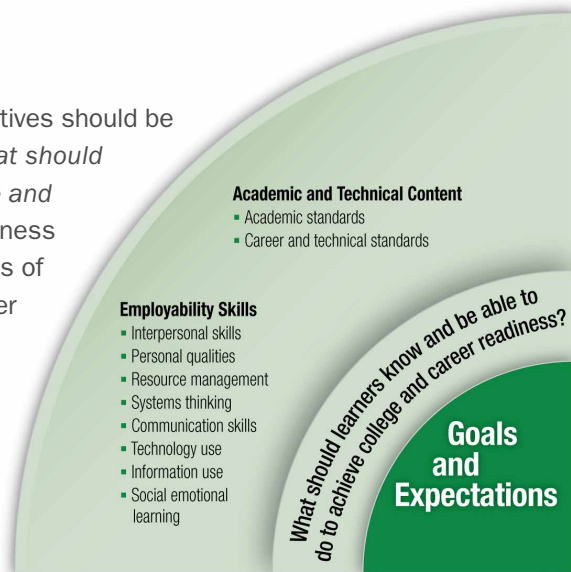 tives should be
at should
and
ness
s of
er
Academic and Technical Content
▪ Academic standards
▪ Career and technical standards
Employability Skills
▪ Interpersonal skills
▪ Personal qualities
▪ Resource management
▪ Systems thinking
▪ Communication skills
▪ Technology use
▪ Information use
▪ Social emotional
learning
What should learners know and be able to
do to achieve college and career readiness?
Goals
and
Expectations